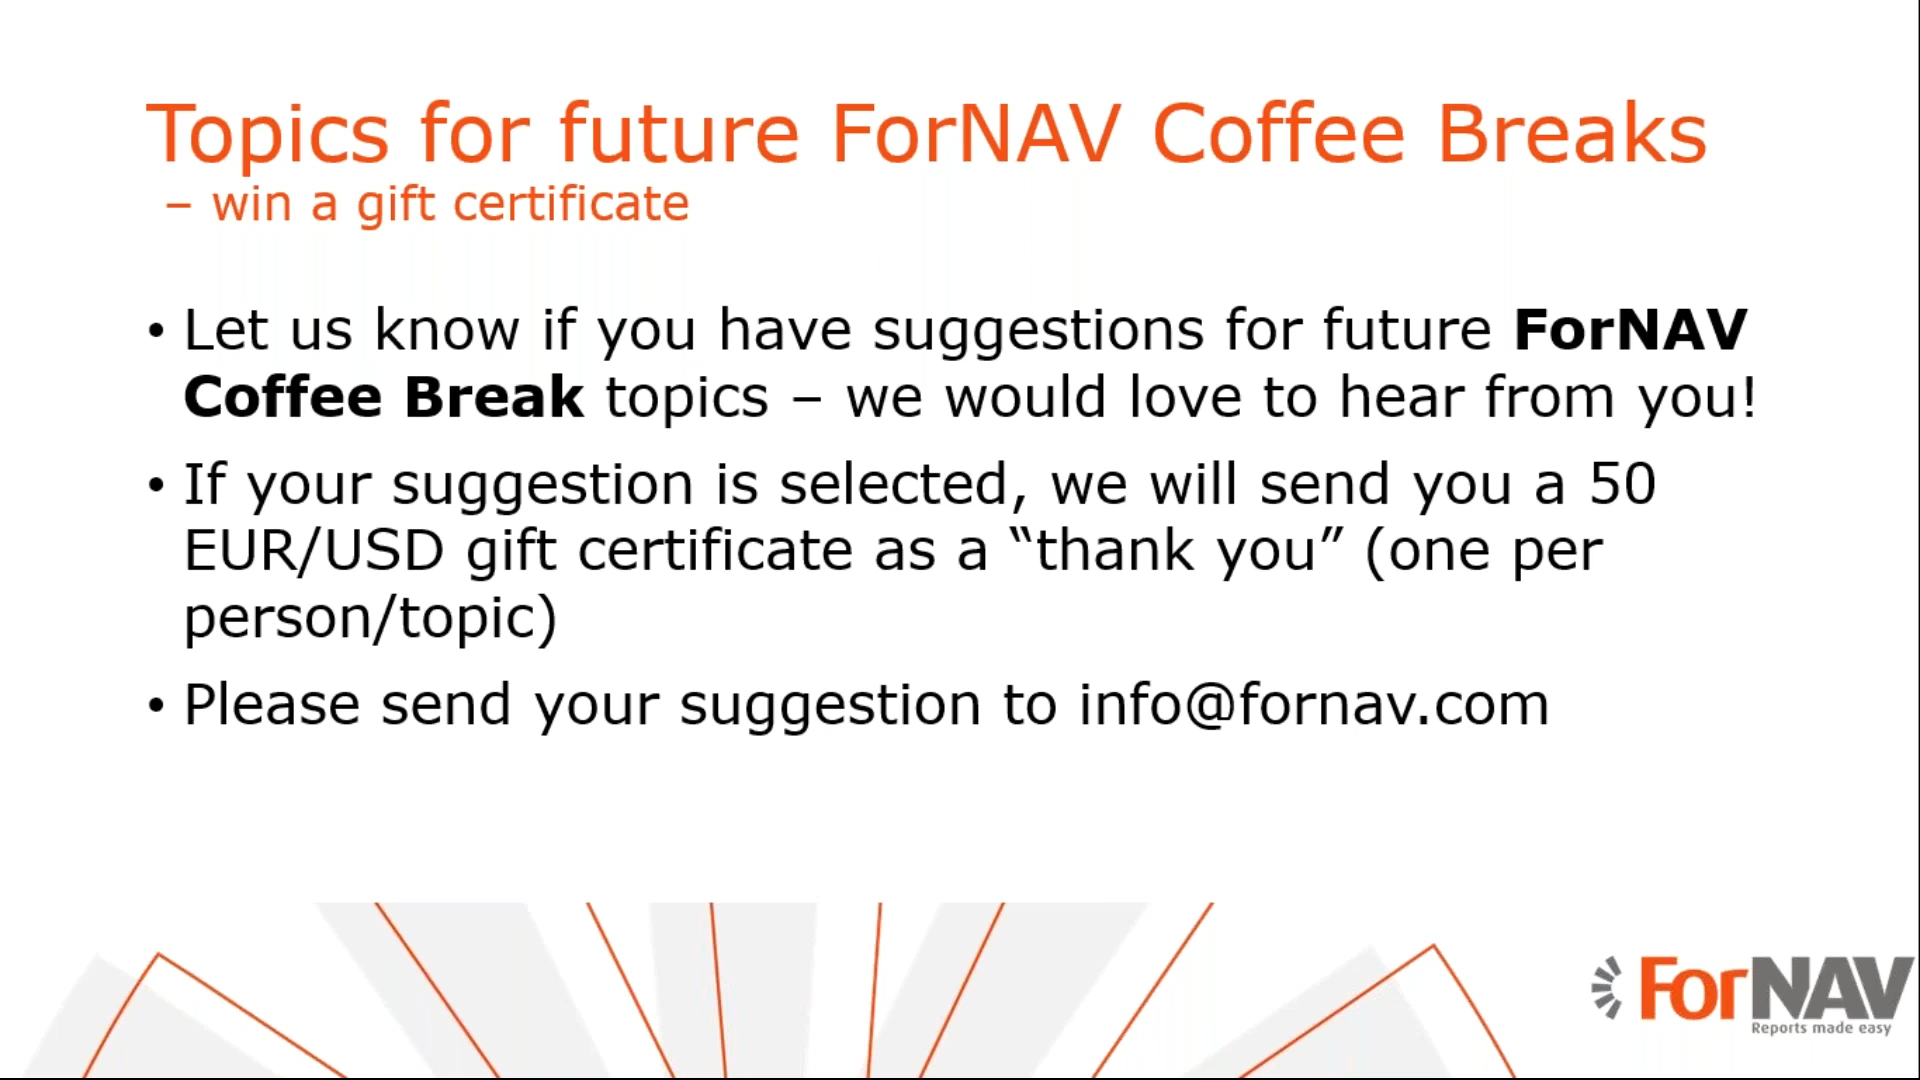 Topics for future ForNAV Coffee Breaks
– win a gift certificate
• Let us know if you have suggestions for future ForNAV
Coffee Break topics – we would love to hear from you!
• If your suggestion is selected, we will send you a 50
EUR/USD gift certificate as a “thank you” (one per
person/topic)
• Please send your suggestion to info@fornav.com
ForNAV
Reports made easy